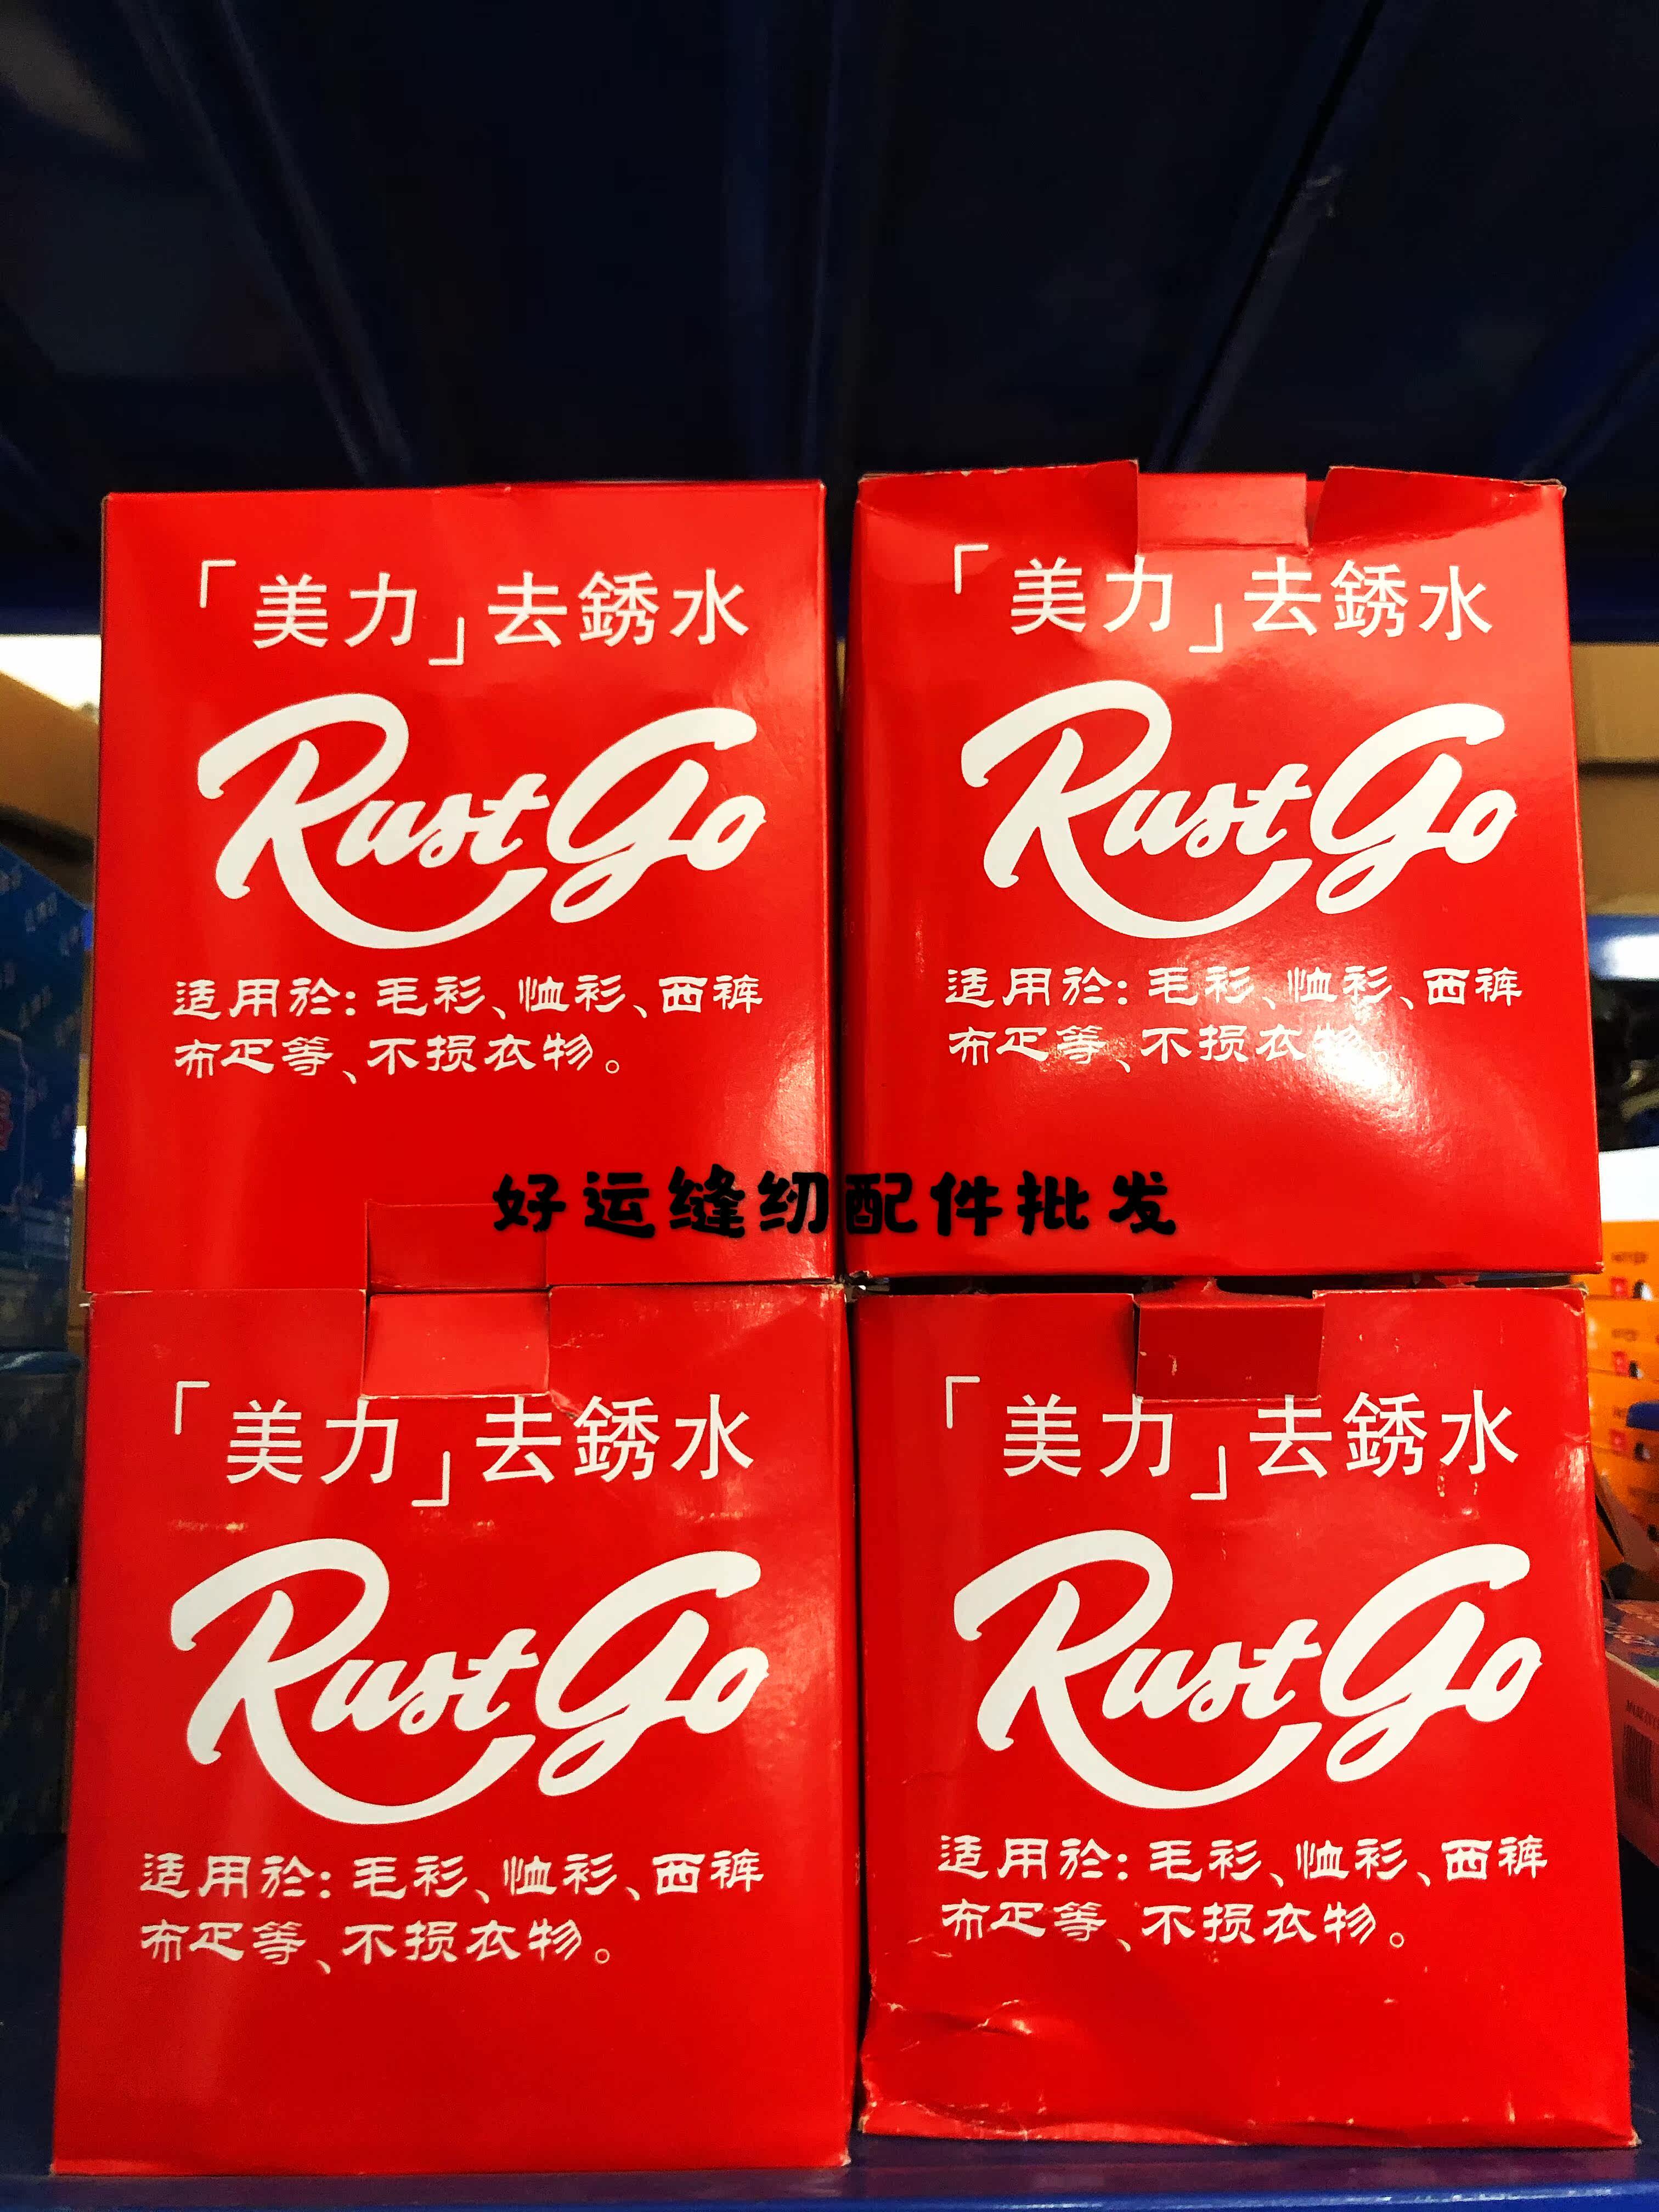 「美力」去銹水
Rust Go
适用於：毛衫、恤衫、西裤
布疋等、不损衣物。
「美力」去銹水
Rust Go
适用於：毛衫、恤衫、西裤
布疋等、不损衣物。
好运缝纫配件批发
「美力」去銹水
Rust Go
适用於：毛衫、恤衫、西裤
布疋等、不损衣物。
「美力」去銹水
Rust Go
适用於：毛衫、恤衫、西裤
布疋等、不损衣物。